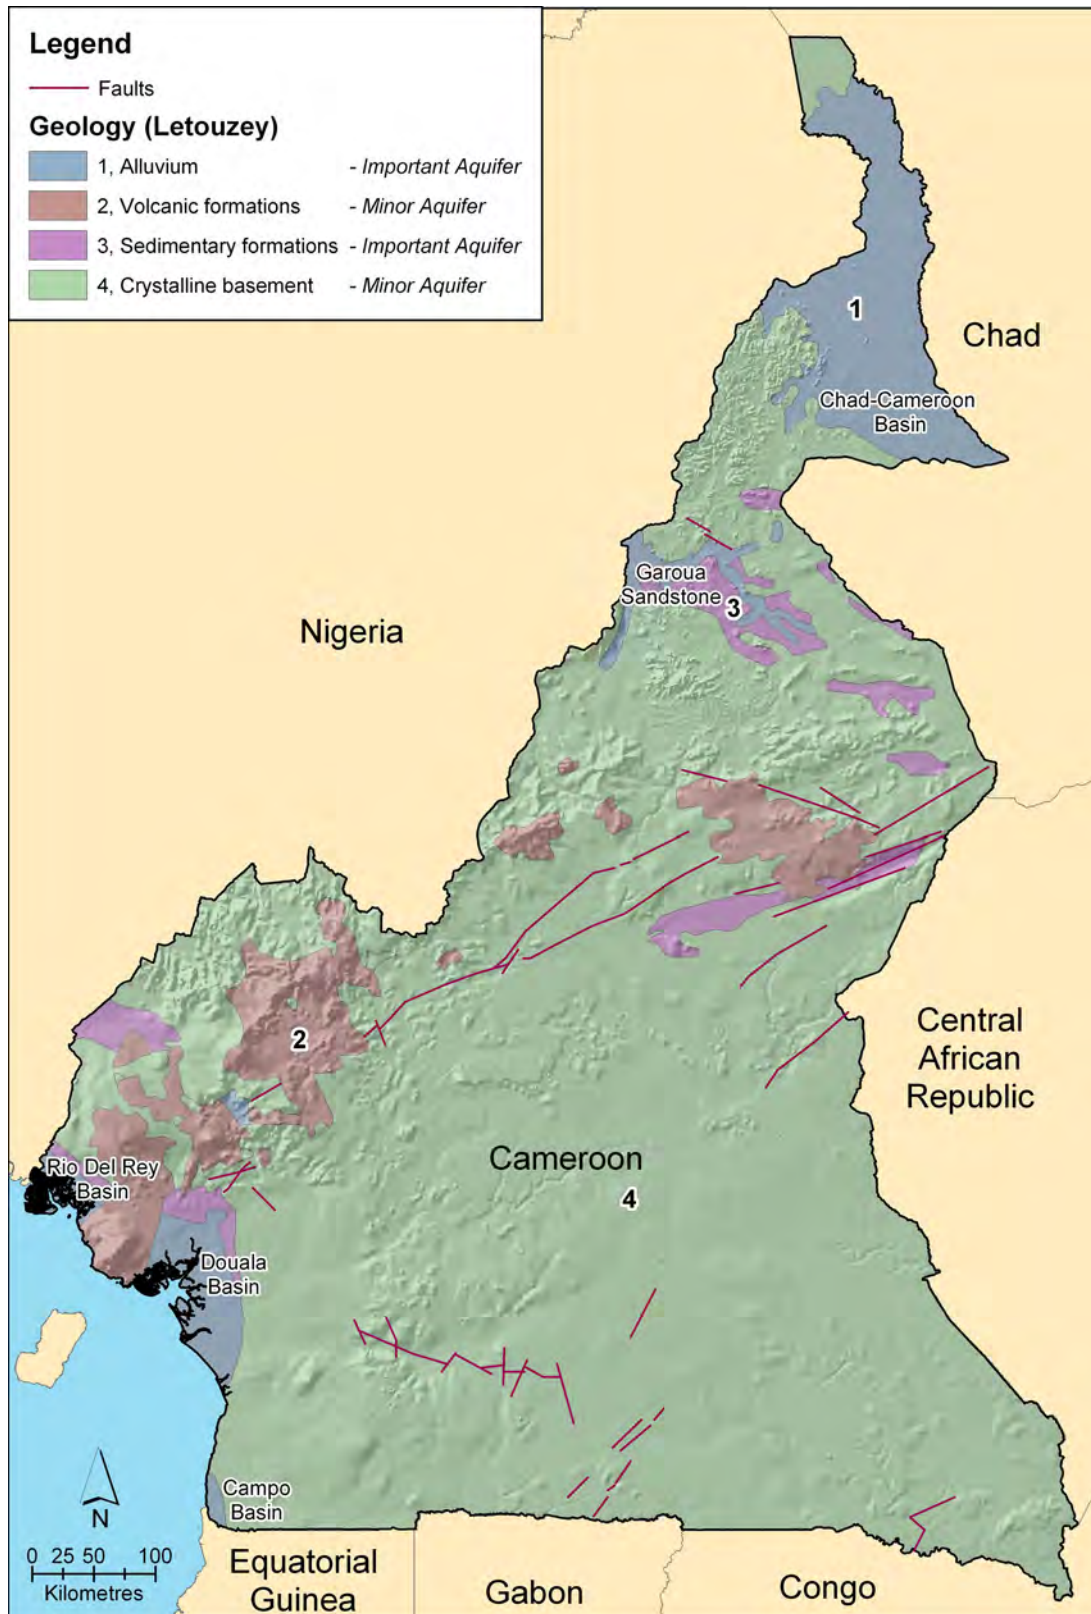 Legend
Faults
Geology (Letouzey)
1, Alluvium - Important Aquifer
2, Volcanic formations - Minor Aquifer
3, Sedimentary formations - Important Aquifer
4, Crystalline basement - Minor Aquifer
1
Chad
Chad-Cameroon
Basin
Garoua
Sandstone
3
Nigeria
2
Central
African
Republic
Cameroon
4
Rio Del Rey
Basin
Douala
Basin
Campo
Basin
N
0 25 50 100
Kilometres
Equatorial
Guinea
Gabon
Congo